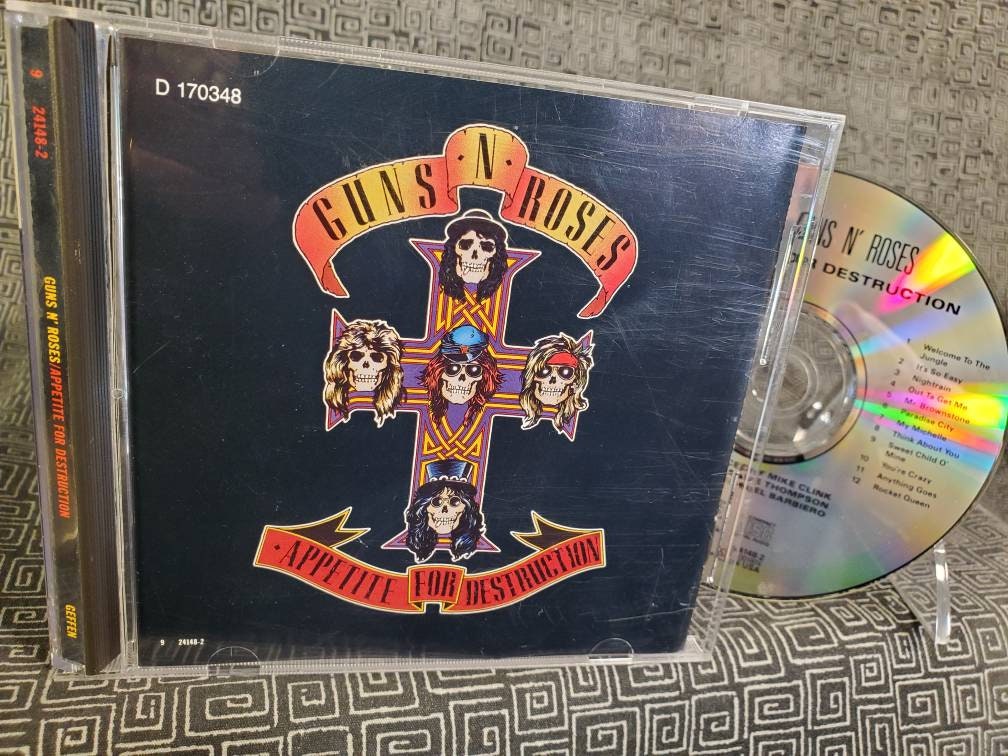 9 24148-2
GUNS N' ROSES/APPETITE FOR DESTRUCTION
GEFFEN
D 170348
GUNS ·N· ROSES
·APPETITE FOR DESTRUCTION
9 24148-2
N' ROSES
DESTRUCTION
1 Welcome To The
Jungle
2 It's So Easy
3 Nightrain
4 Out Ta Get Me
5 Mr. Brownstone
6 Paradise City
7 My Michelle
8 Think About You
9 Sweet Child O'
Mine
10 You're Crazy
11 Anything Goes
12 Rocket Queen
MIKE CLINK
THOMPSON
BARBIERO
USA